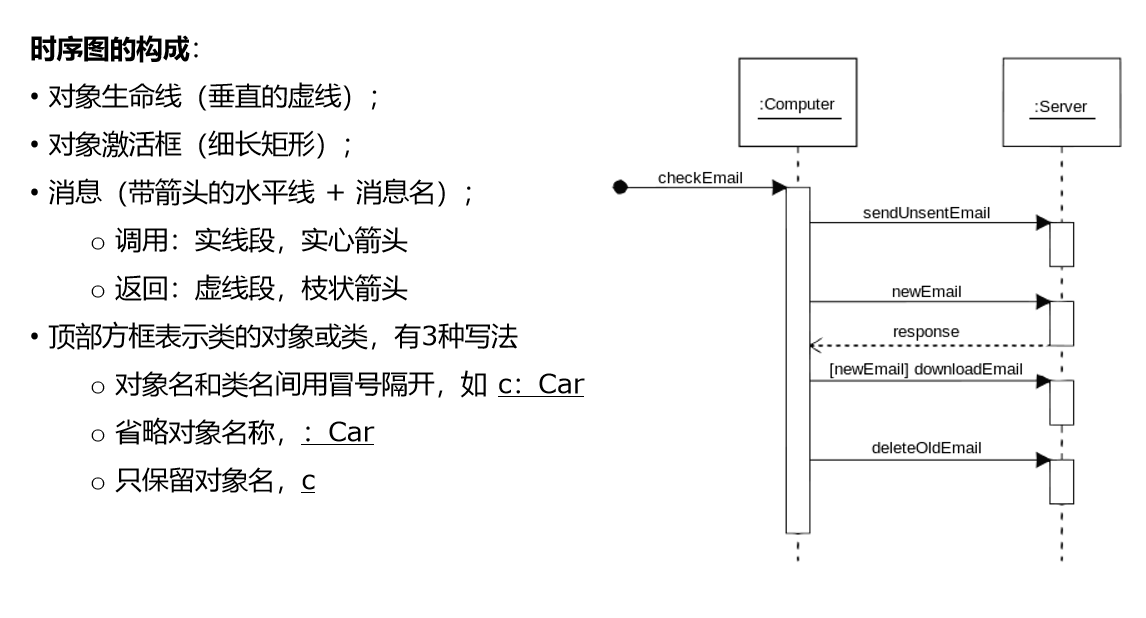 时序图的构成：
• 对象生命线（垂直的虚线）；
• 对象激活框（细长矩形）；
• 消息（带箭头的水平线 + 消息名）；
○ 调用：实线段，实心箭头
○ 返回：虚线段，枝状箭头
• 顶部方框表示类的对象或类，有3种写法
○ 对象名和类名间用冒号隔开，如 c：Car
○ 省略对象名称，：Car
○ 只保留对象名，c
:Computer
:Server
checkEmail
sendUnsentEmail
newEmail
response
[newEmail] downloadEmail
deleteOldEmail